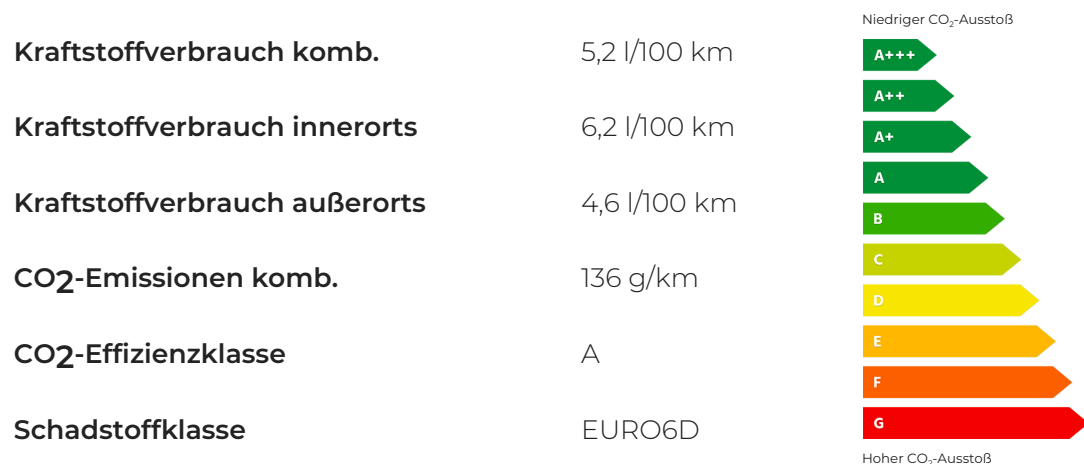 Kraftstoffverbrauch komb. 5,2 l/100 km
Kraftstoffverbrauch innerorts 6,2 l/100 km
Kraftstoffverbrauch außerorts 4,6 l/100 km
CO2-Emissionen komb. 136 g/km
CO2-Effizienzklasse A
Schadstoffklasse EURO6D
Niedriger CO₂-Ausstoß
A+++
A++
A+
A
B
C
D
E
F
G
Hoher CO₂-Ausstoß